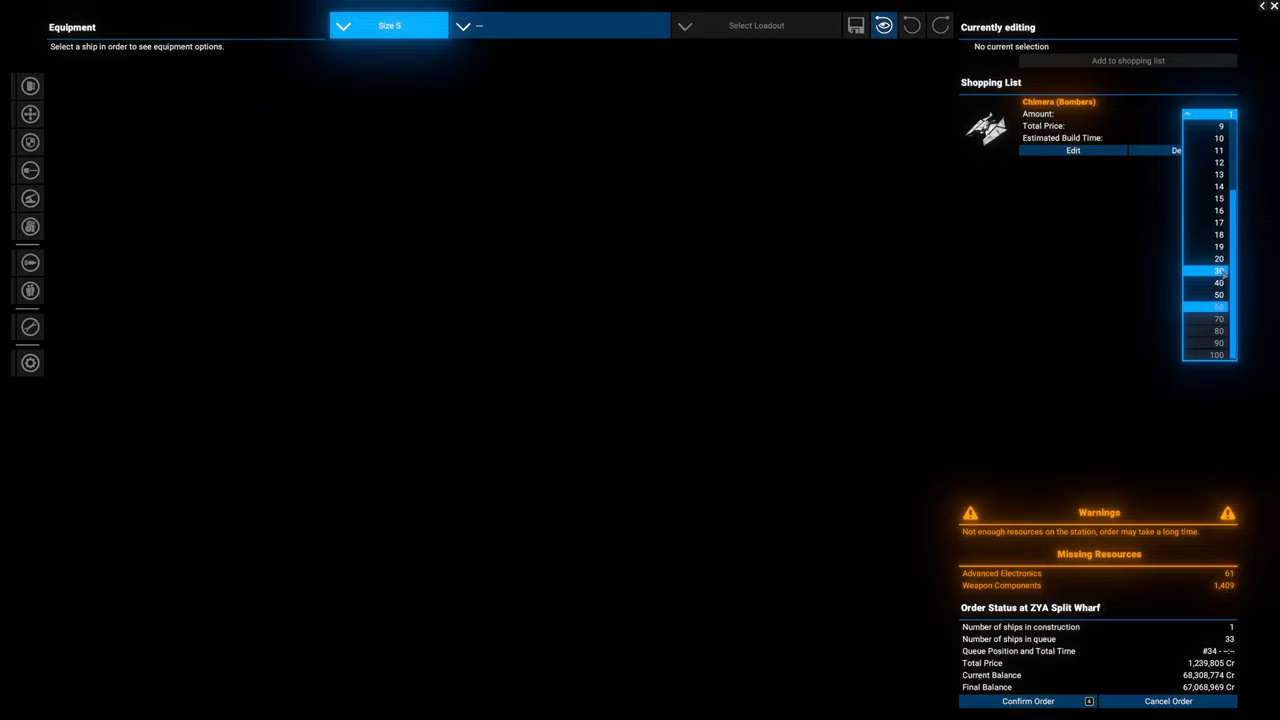 Equipment
Select a ship in order to see equipment options.
Size S
—
Select Loadout
Currently editing
No current selection
Add to shopping list
Shopping List
Chimera (Bombers)
Amount:
1
Total Price:
Estimated Build Time:
Edit
De
9
10
11
12
13
14
15
16
17
18
19
20
30
40
50
60
70
80
90
100
Warnings
Not enough resources on the station, order may take a long time.
Missing Resources
Advanced Electronics 61
Weapon Components 1,409
Order Status at ZYA Split Wharf
Number of ships in construction 1
Number of ships in queue 33
Queue Position and Total Time #34 - --:--
Total Price 1,239,805 Cr
Current Balance 68,308,774 Cr
Final Balance 67,068,969 Cr
Confirm Order 4
Cancel Order